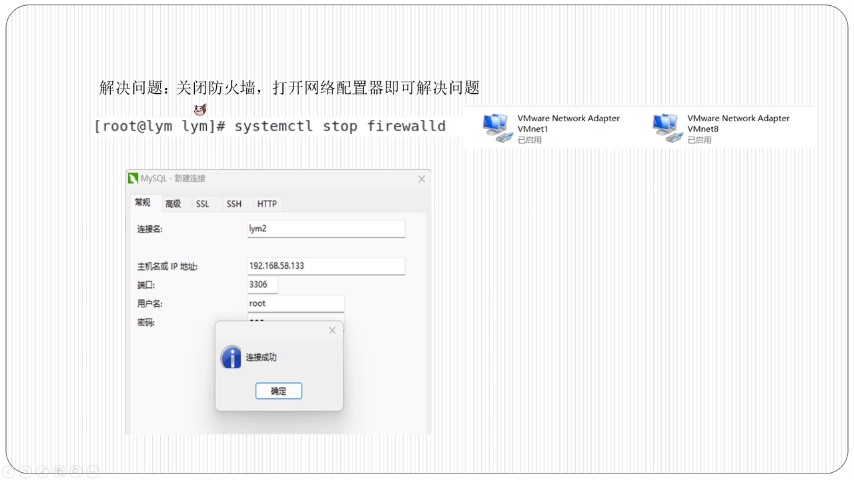 解决问题：关闭防火墙，打开网络配置器即可解决问题
[root@lym lym]# systemctl stop firewalld
VMware Network Adapter
VMnet1
已启用
VMware Network Adapter
VMnet8
已启用
MySQL - 新建连接
常规 高级 SSL SSH HTTP
连接名: lym2
主机名或 IP 地址: 192.168.58.133
端口: 3306
用户名: root
密码:
连接成功
确定